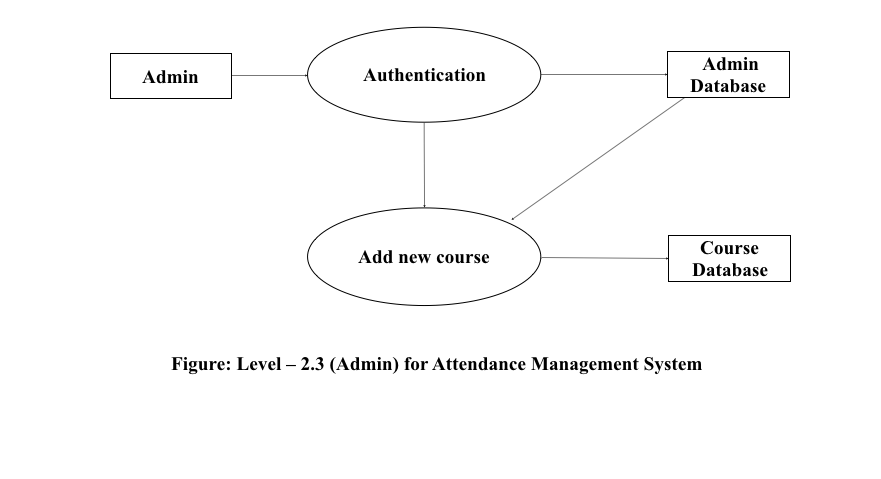 Admin
Authentication
Admin
Database
Add new course
Course
Database
Figure: Level – 2.3 (Admin) for Attendance Management System